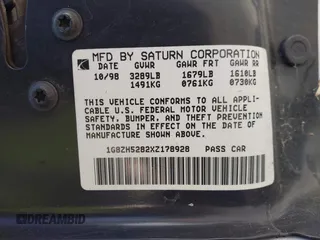 MFD BY SATURN CORPORATION
DATE GVWR GAWR FRT GAWR RR
10/98 3289LB 1679LB 1610LB
1491KG 0761KG 0730KG
THIS VEHICLE CONFORMS TO ALL APPLI-
CABLE U.S. FEDERAL MOTOR VEHICLE
SAFETY, BUMPER, AND THEFT PREVENTION
STANDARDS IN EFFECT ON THE DATE OF
MANUFACTURE SHOWN ABOVE.
1G8ZH5282XZ178928 PASS CAR
DREAMBID